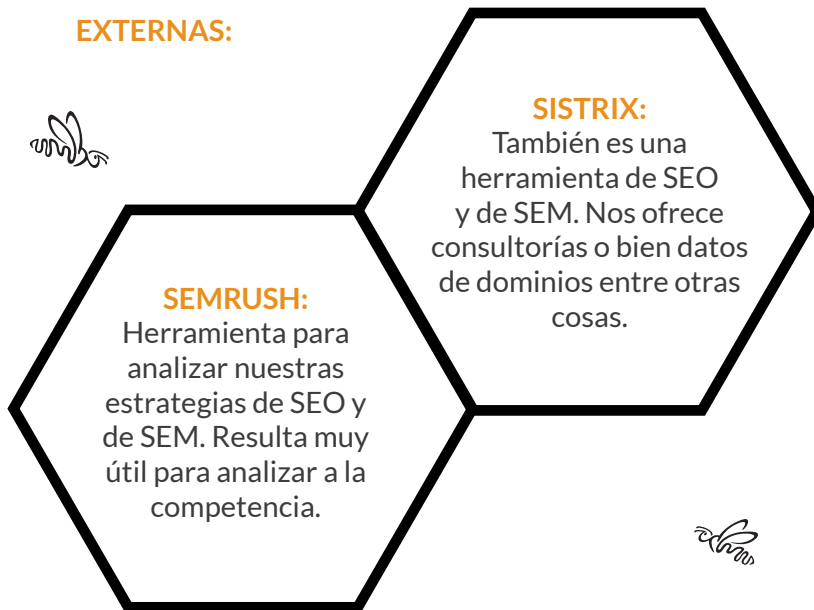 EXTERNAS:
SISTRIX:
También es una
herramienta de SEO
y de SEM. Nos ofrece
consultorías o bien datos
de dominios entre otras
cosas.
SEMRUSH:
Herramienta para
analizar nuestras
estrategias de SEO y
de SEM. Resulta muy
útil para analizar a la
competencia.